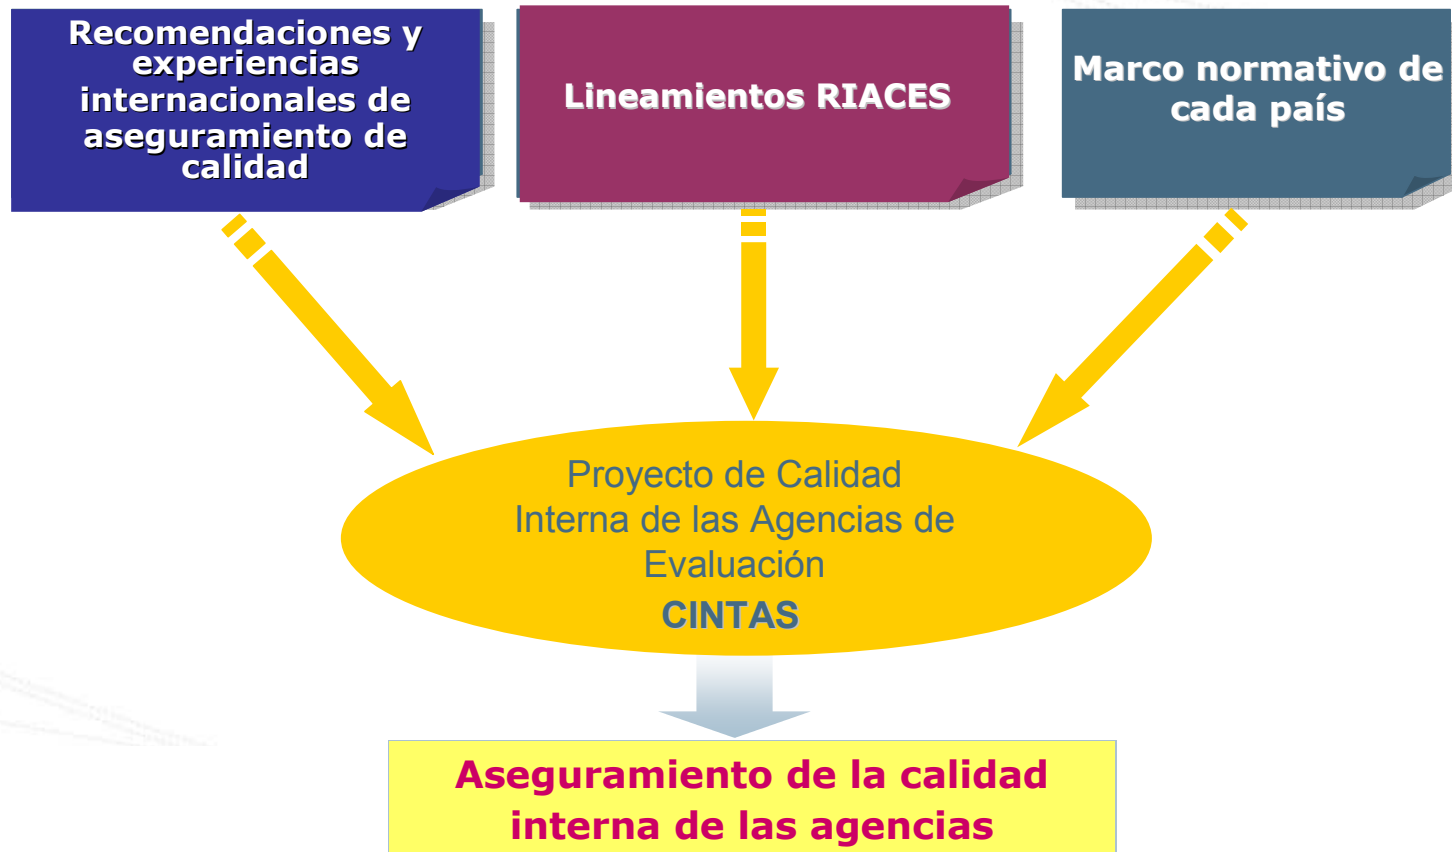 Recomendaciones y
experiencias
internacionales de
aseguramiento de
calidad
Lineamientos RIACES
Marco normativo de
cada país
Proyecto de Calidad
Interna de las Agencias de
Evaluación
CINTAS
Aseguramiento de la calidad
interna de las agencias